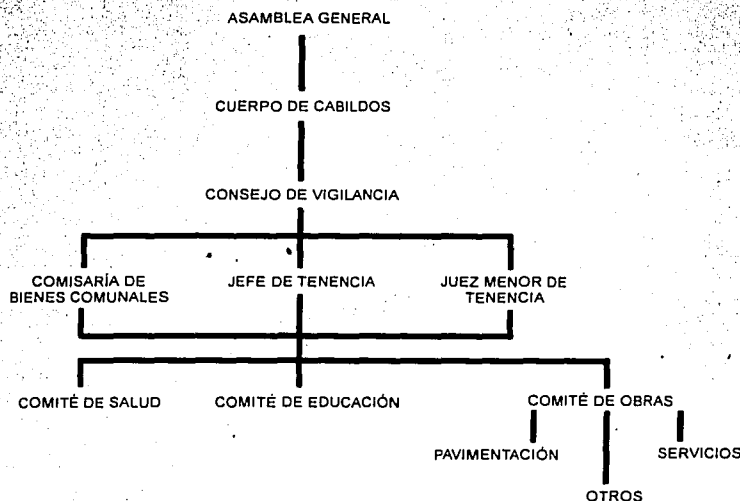 ASAMBLEA GENERAL
CUERPO DE CABILDOS
CONSEJO DE VIGILANCIA
COMISARÍA DE
BIENES COMUNALES
JEFE DE TENENCIA
JUEZ MENOR DE
TENENCIA
COMITÉ DE SALUD
COMITÉ DE EDUCACIÓN
COMITÉ DE OBRAS
PAVIMENTACIÓN
SERVICIOS
OTROS